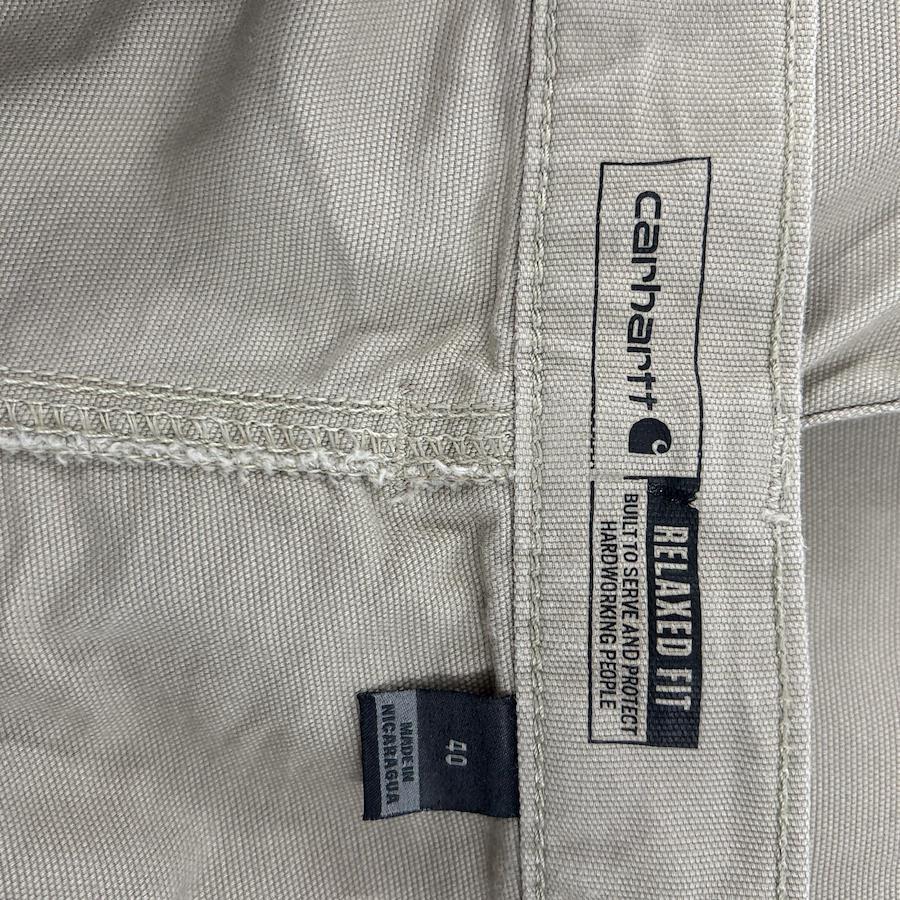 carhartt
RELAXED FIT
BUILT TO SERVE AND PROTECT
HARDWORKING PEOPLE
40
MADE IN
NICARAGUA